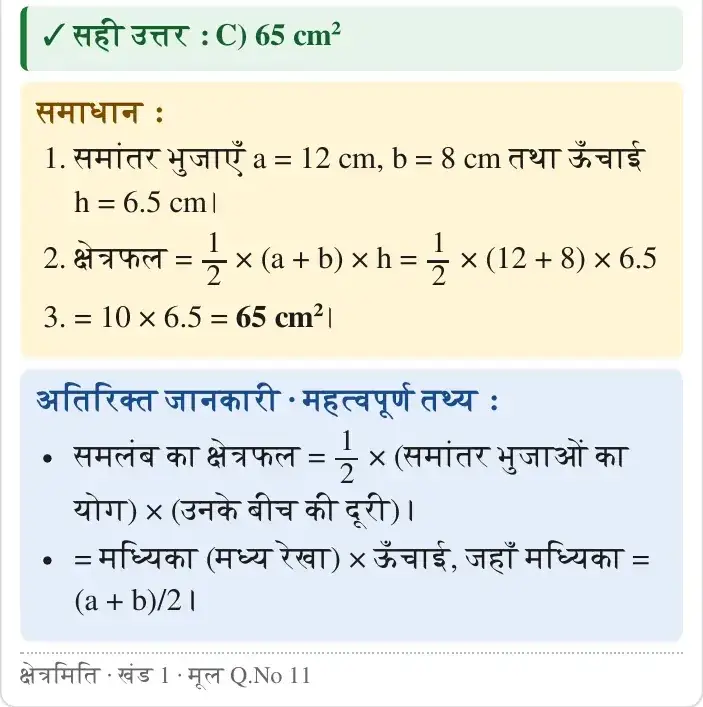 ✓ सही उत्तर : C) 65 cm²
समाधान :
1. समांतर भुजाएँ a = 12 cm, b = 8 cm तथा ऊँचाई
h = 6.5 cm।
2. क्षेत्रफल = 1/2 × (a + b) × h = 1/2 × (12 + 8) × 6.5
3. = 10 × 6.5 = 65 cm²।
अतिरिक्त जानकारी · महत्वपूर्ण तथ्य :
• समलंब का क्षेत्रफल = 1/2 × (समांतर भुजाओं का
योग) × (उनके बीच की दूरी)।
• = मध्यिका (मध्य रेखा) × ऊँचाई, जहाँ मध्यिका =
(a + b)/2।
क्षेत्रमिति · खंड 1 · मूल Q.No 11